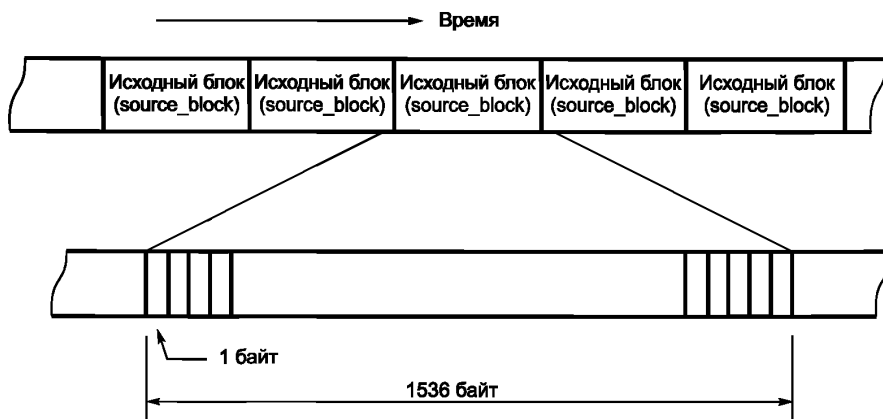 Время
Исходный блок
(source_block)
Исходный блок
(source_block)
Исходный блок
(source_block)
Исходный блок
(source_block)
Исходный блок
(source_block)
1 байт
1536 байт